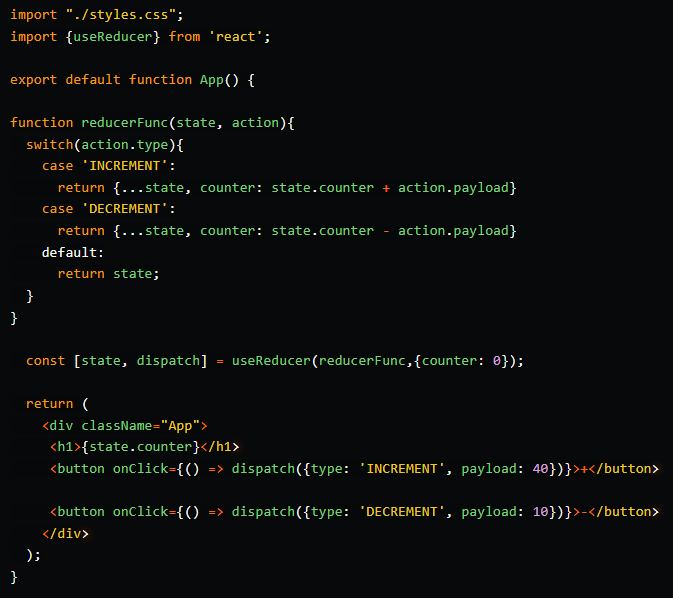 import "./styles.css";
import {useReducer} from 'react';
export default function App() {
function reducerFunc(state, action){
switch(action.type){
case 'INCREMENT':
return {...state, counter: state.counter + action.payload}
case 'DECREMENT':
return {...state, counter: state.counter - action.payload}
default:
return state;
}
}
const [state, dispatch] = useReducer(reducerFunc,{counter: 0});
return (
<div className="App">
<h1>{state.counter}</h1>
<button onClick={() => dispatch({type: 'INCREMENT', payload: 40})}>+</button>
<button onClick={() => dispatch({type: 'DECREMENT', payload: 10})}>-</button>
</div>
);
}